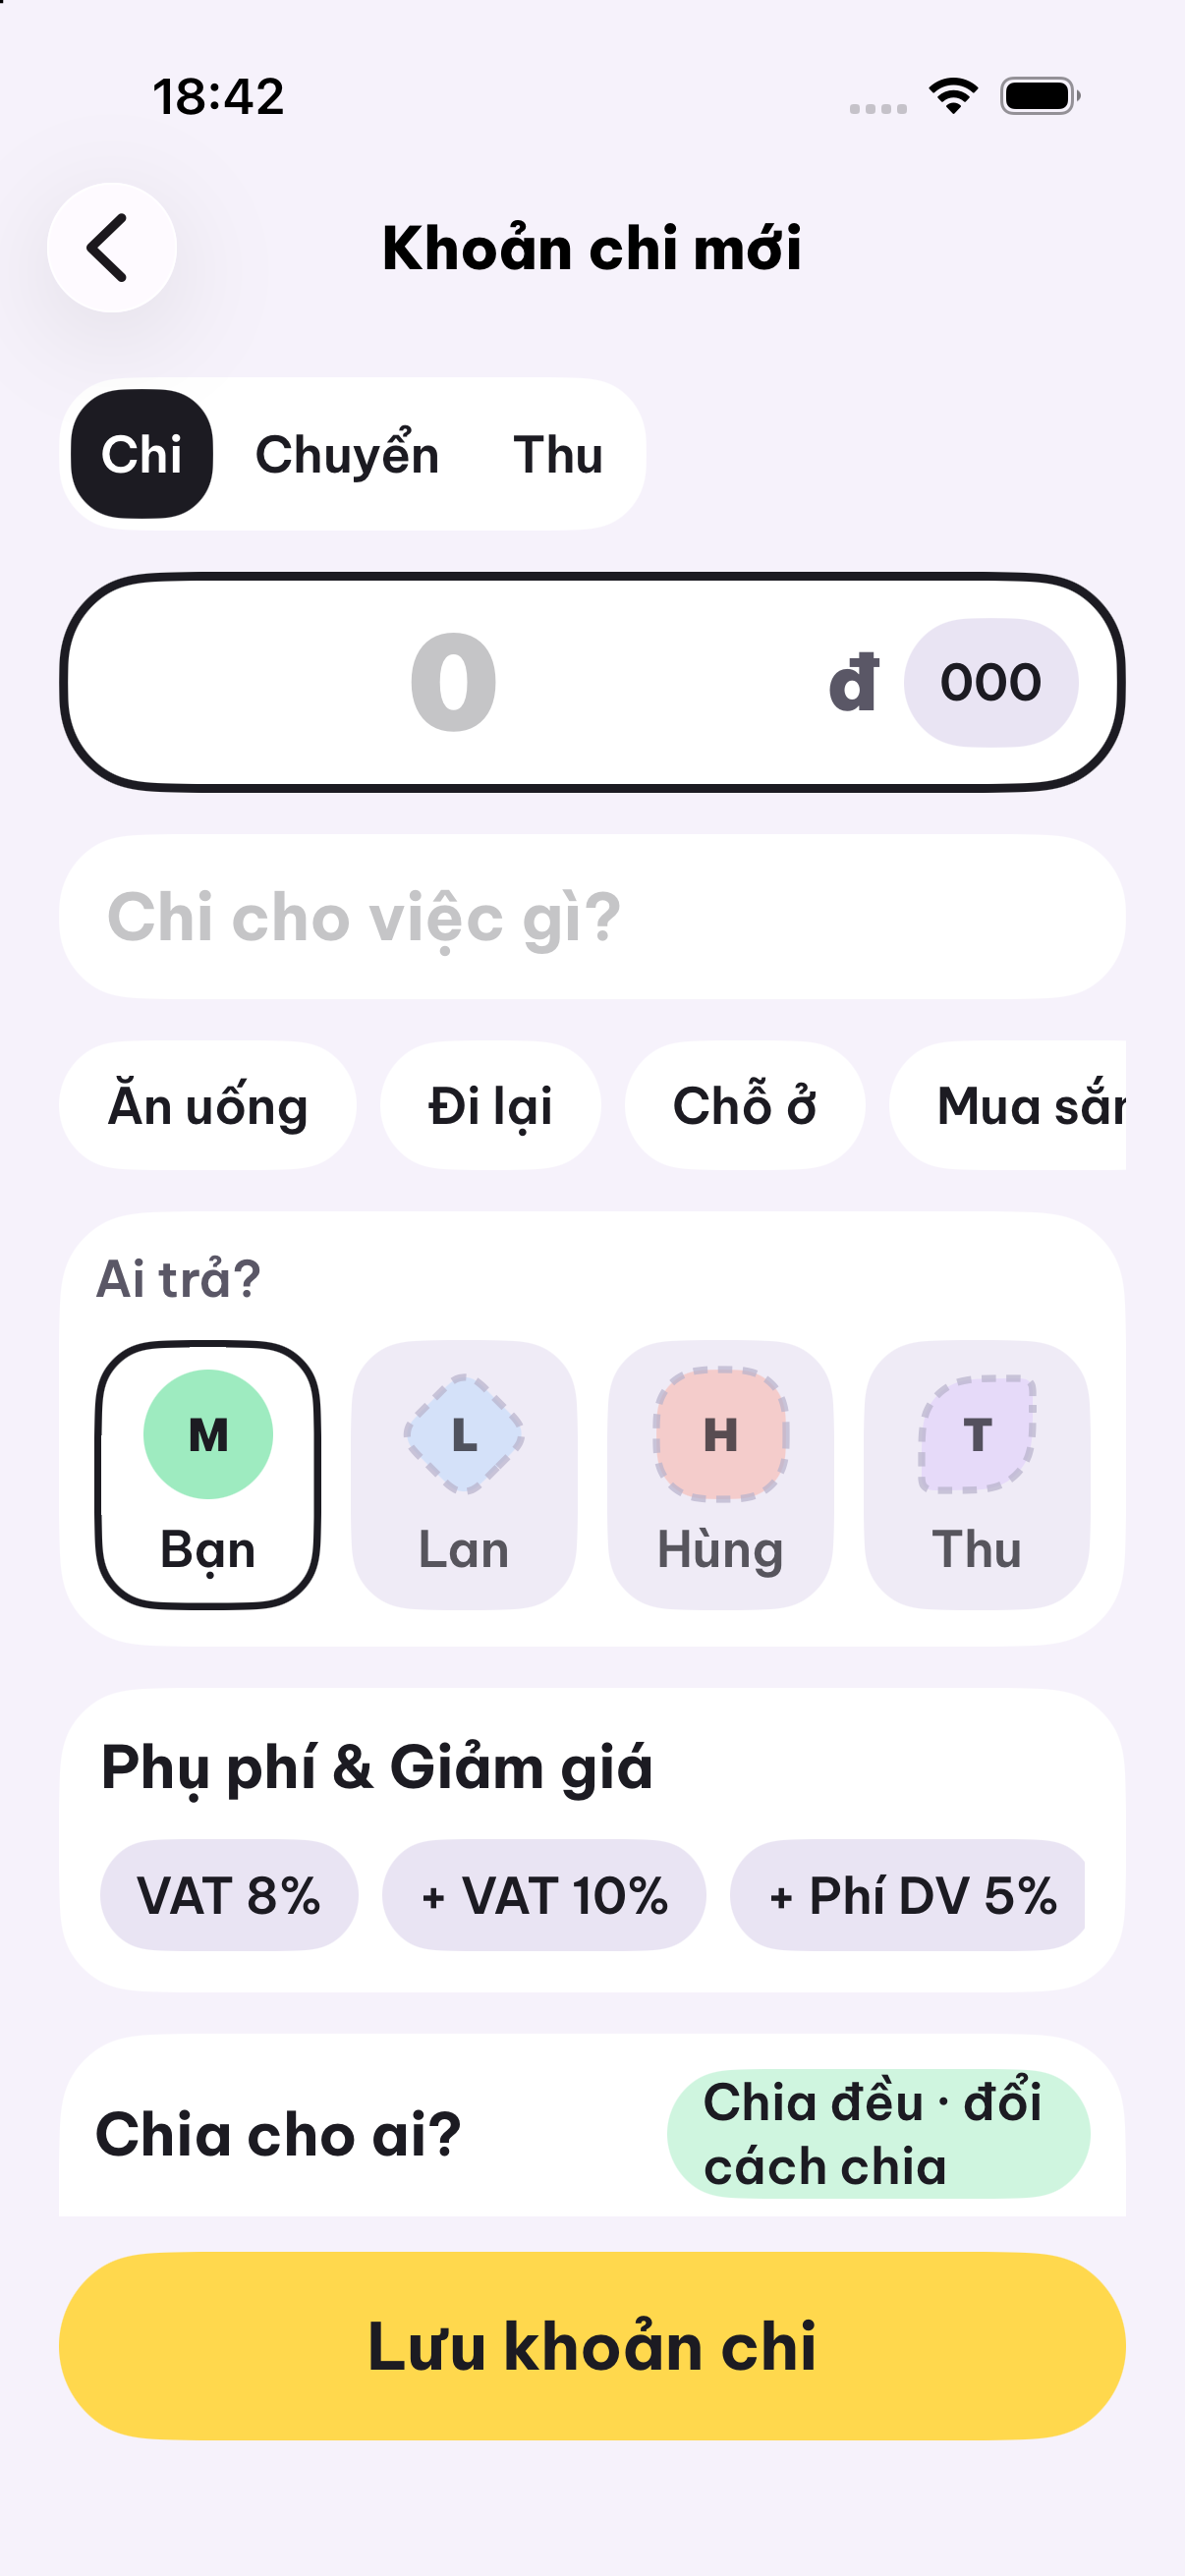 18:42
Khoản chi mới
Chi Chuyển Thu
0 đ 000
Chi cho việc gì?
Ăn uống Đi lại Chỗ ở Mua
Ai trả?
M L H T
Bạn Lan Hùng Thu
Phụ phí & Giảm giá
VAT 8% + VAT 10% + Phí DV 5%
Chia cho ai?
Chia đều · đổi
cách chia
Lưu khoản chi